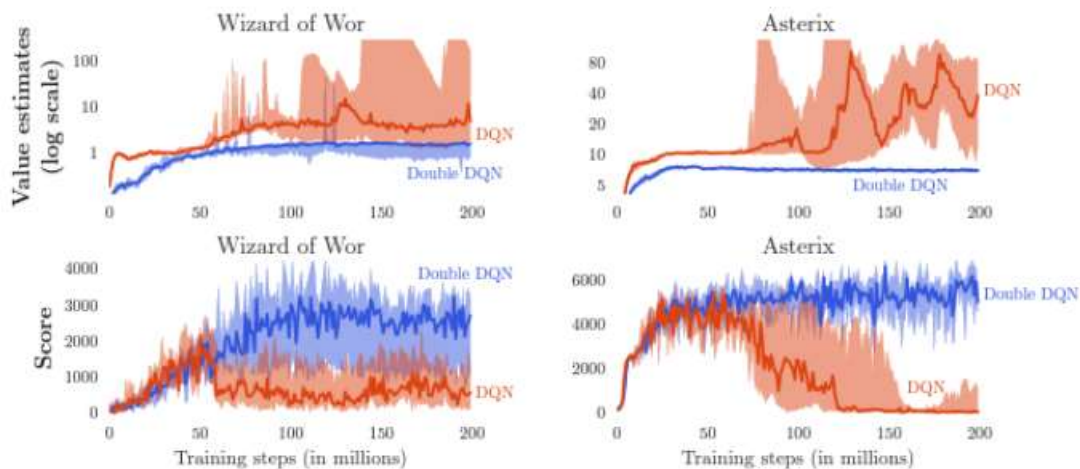 Wizard of Wor
Asterix
Value estimates
(log scale)
100
10
1
DQN
Double DQN
0 50 100 150 200
80
40
20
10
5
DQN
Double DQN
0 50 100 150 200
Wizard of Wor
Asterix
Score
4000
3000
2000
1000
0
Double DQN
DQN
0 50 100 150 200
Training steps (in millions)
6000
4000
2000
0
Double DQN
DQN
0 50 100 150 200
Training steps (in millions)